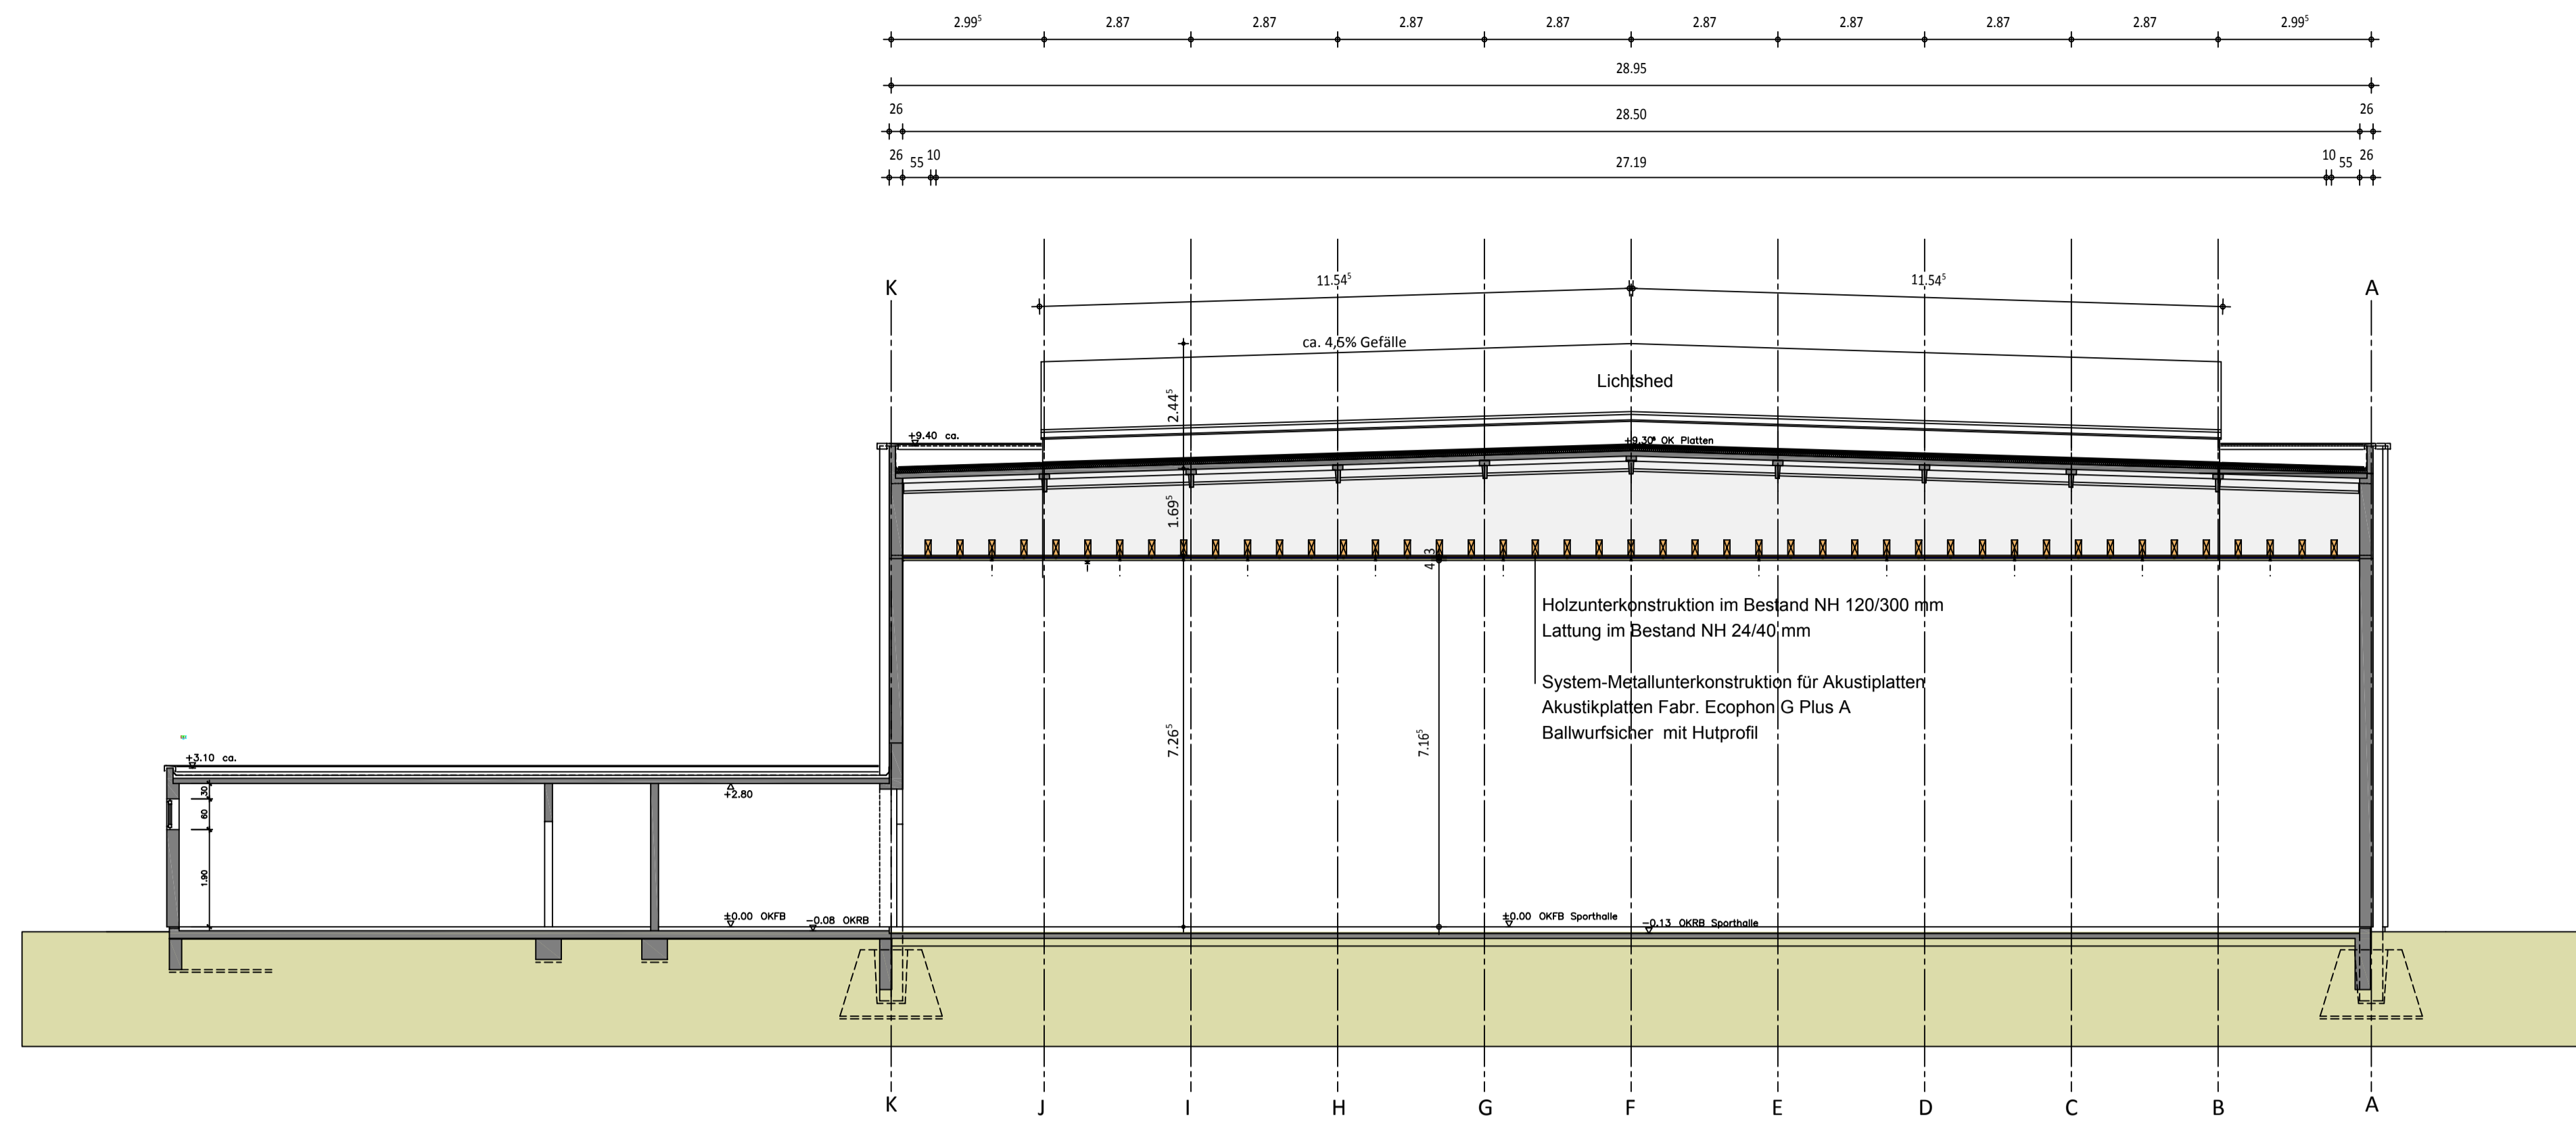 2.99⁵ 2.87 2.87 2.87 2.87 2.87 2.87 2.87 2.87 2.99⁵
28.95
26 28.50 26
26 55 10 27.19 10 55 26
11.54⁵ 11.54⁵
K A
ca. 4,5% Gefälle
Lichtshed
2.44⁵
+9.40 ca.
+9.30⁵ OK Platten
1.69⁵
Holzunterkonstruktion im Bestand NH 120/300 mm
Lattung im Bestand NH 24/40 mm
System-Metallunterkonstruktion für Akustiplatten
Akustikplatten Fabr. Ecophon G Plus A
Ballwurfsicher mit Hutprofil
7.26⁵
7.16⁵
+3.10 ca.
30
+2.80
60
1.90
±0.00 OKFB
-0.08 OKRB
±0.00 OKFB Sporthalle
-0.13 OKRB Sporthalle
K J I H G F E D C B A